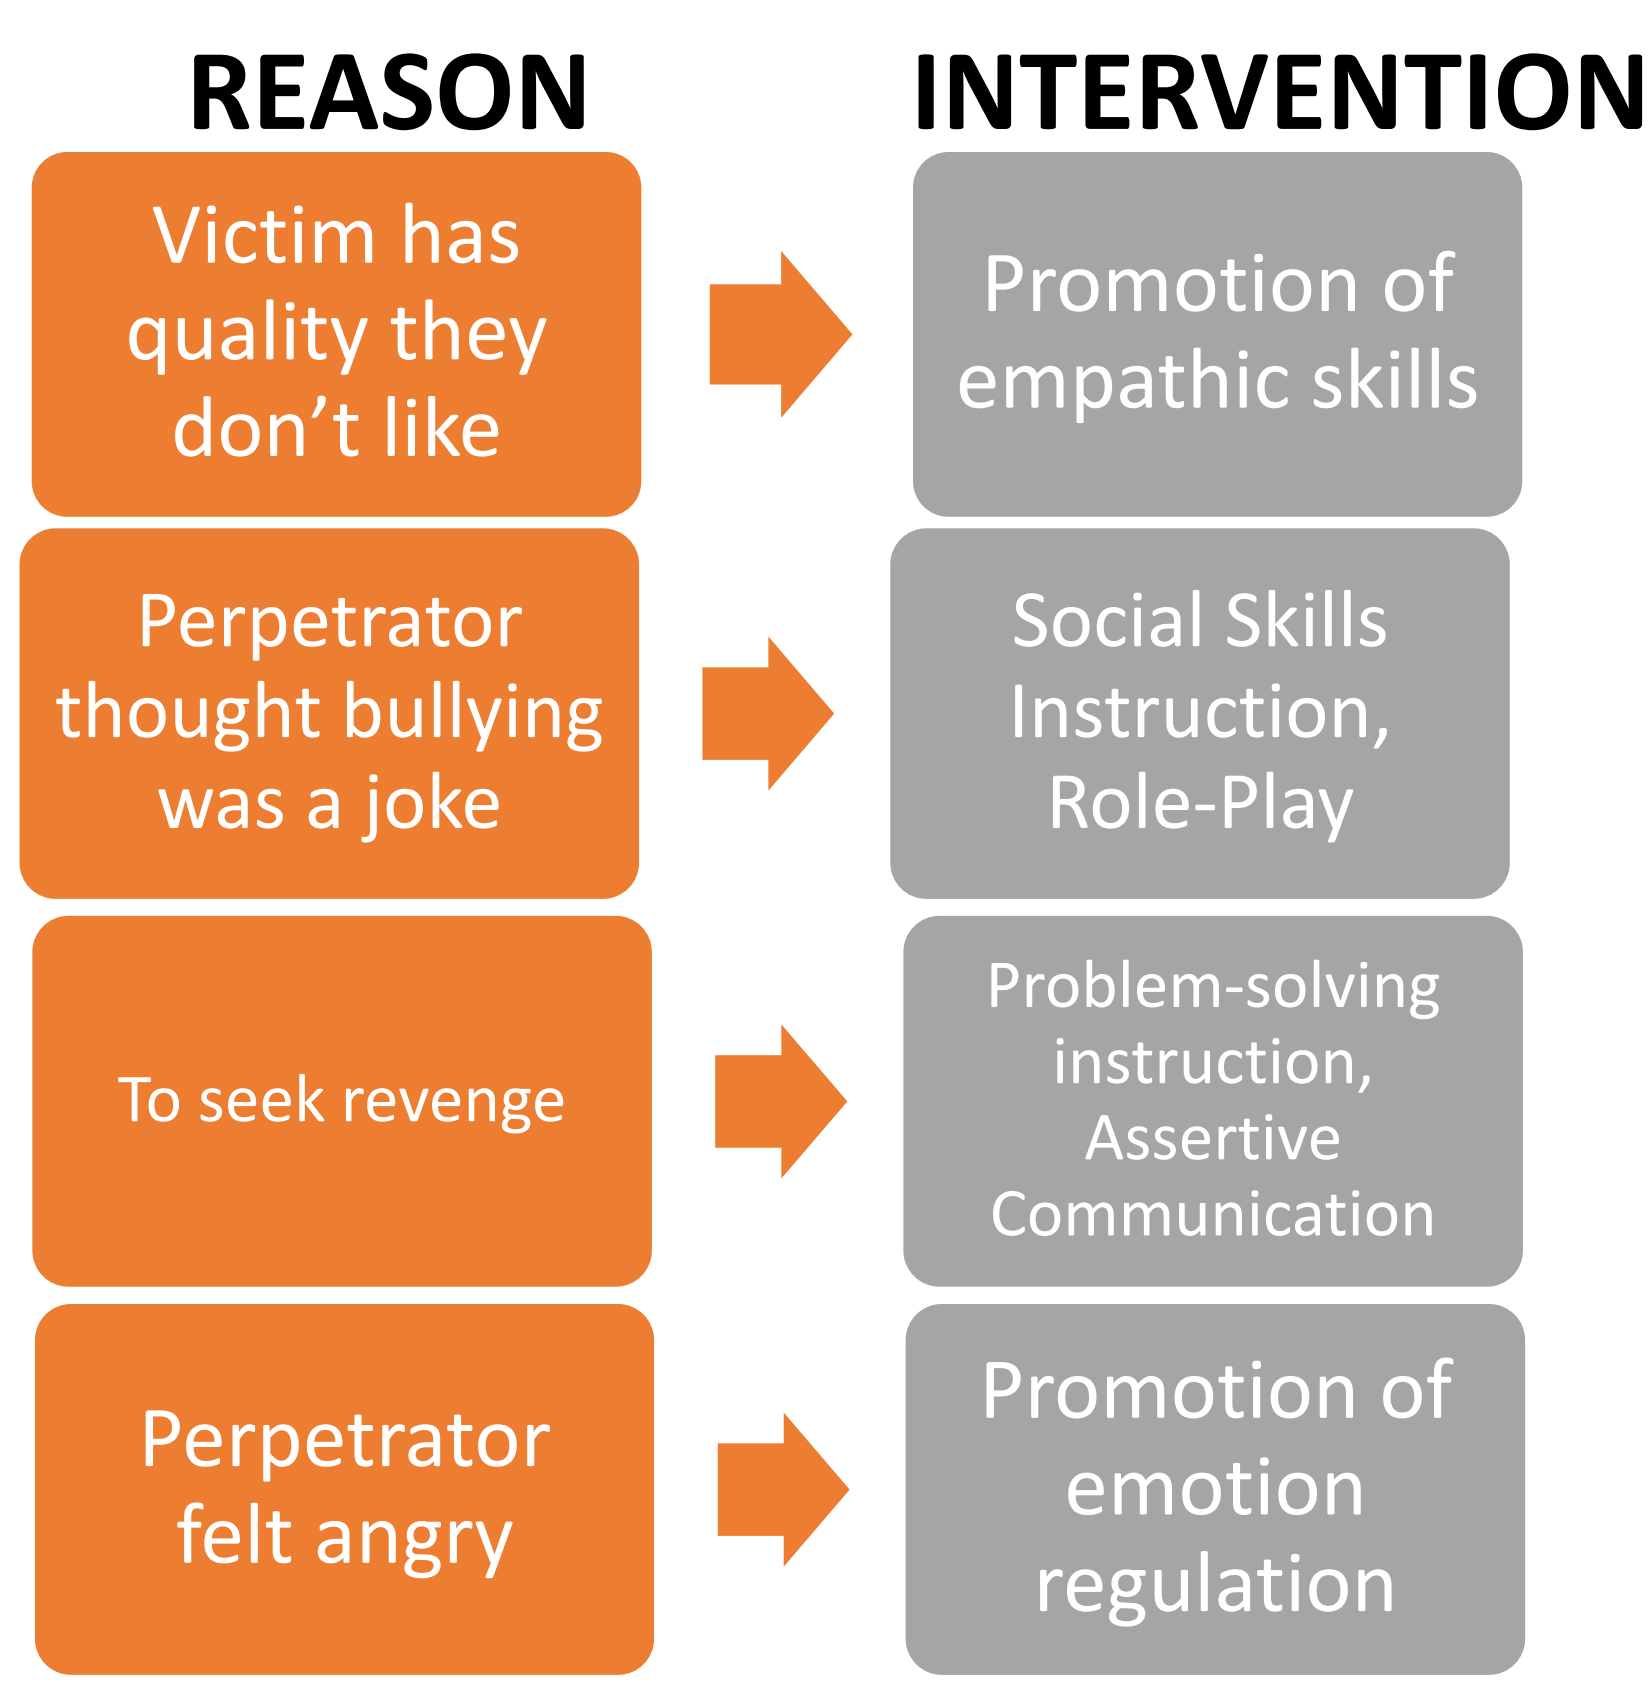 REASON
INTERVENTION
Victim has
quality they
don’t like
Promotion of
empathic skills
Perpetrator
thought bullying
was a joke
Social Skills
Instruction,
Role-Play
To seek revenge
Problem-solving
instruction,
Assertive
Communication
Perpetrator
felt angry
Promotion of
emotion
regulation